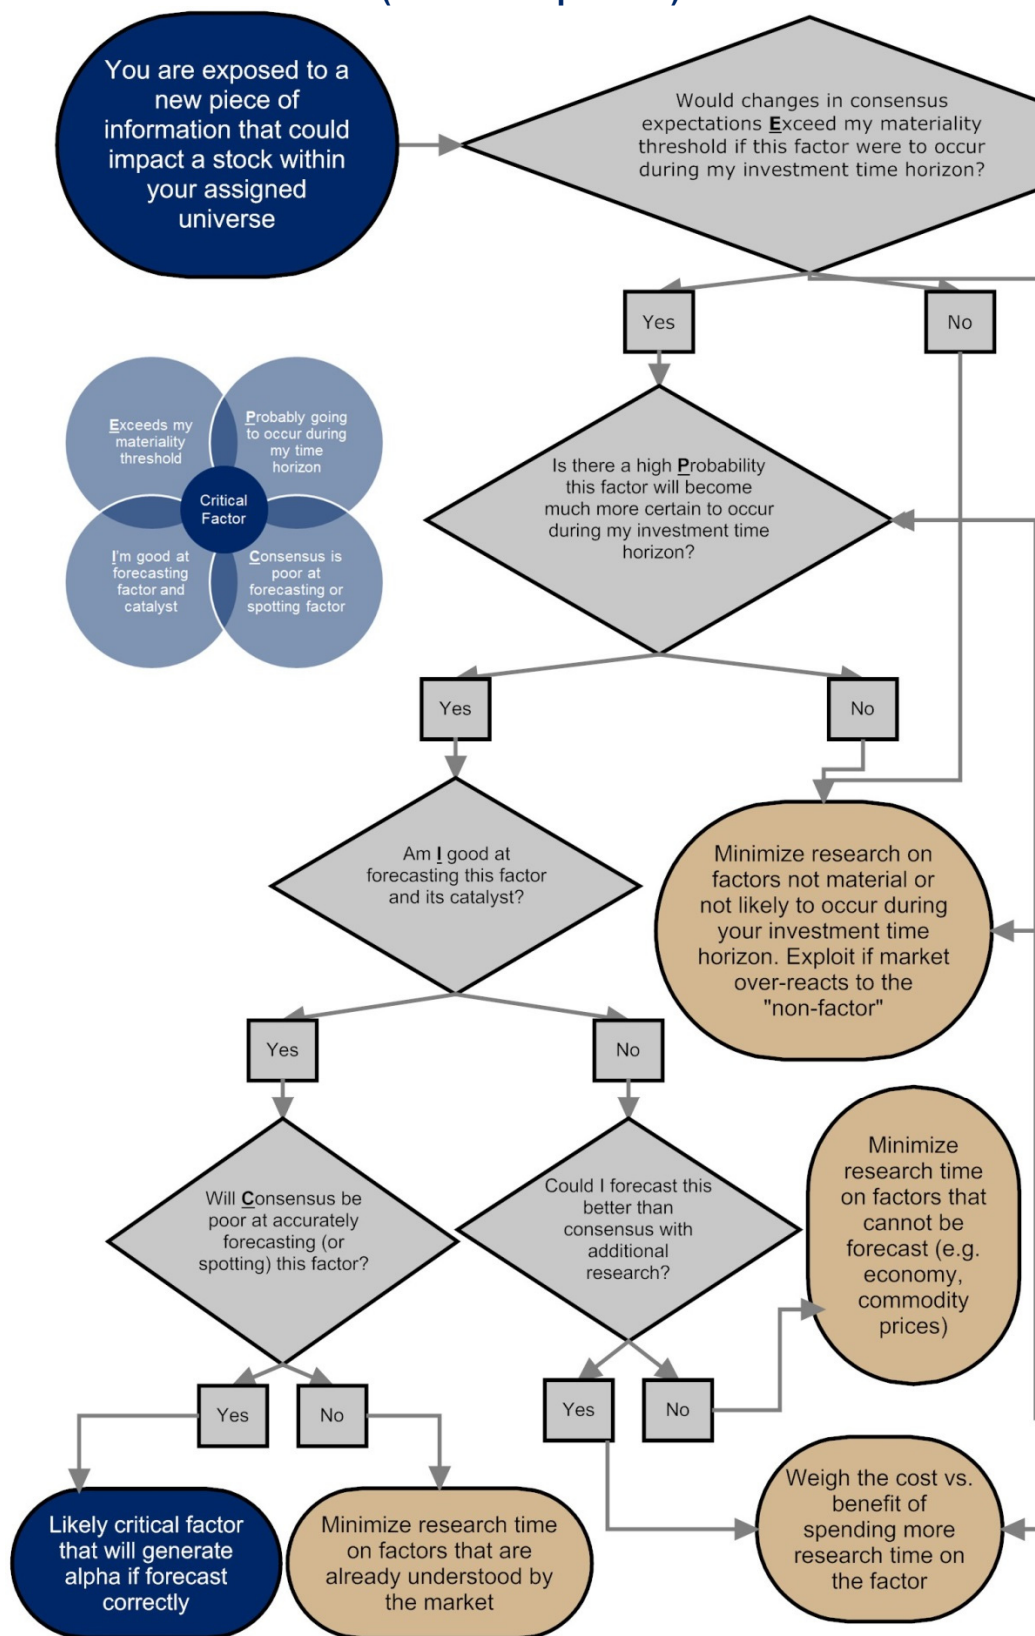 You are exposed to a
new piece of
information that could
impact a stock within
your assigned
universe
Would changes in consensus
expectations Exceed my materiality
threshold if this factor were to occur
during my investment time horizon?
Yes
No
Exceeds my
materiality
threshold
Probably going
to occur during
my time
horizon
Critical
Factor
I'm good at
forecasting
factor and
catalyst
Consensus is
poor at
forecasting or
spotting factor
Is there a high Probability
this factor will become
much more certain to occur
during my investment time
horizon?
Yes
No
Am I good at
forecasting this factor
and its catalyst?
Minimize research on
factors not material or
not likely to occur during
your investment time
horizon. Exploit if market
over-reacts to the
"non-factor"
Yes
No
Will Consensus be
poor at accurately
forecasting (or
spotting) this factor?
Could I forecast this
better than
consensus with
additional
research?
Minimize
research time
on factors that
cannot be
forecast (e.g.
economy,
commodity
prices)
Yes
No
Yes
No
Likely critical factor
that will generate
alpha if forecast
correctly
Minimize research time
on factors that are
already understood by
the market
Weigh the cost vs.
benefit of
spending more
research time on
the factor